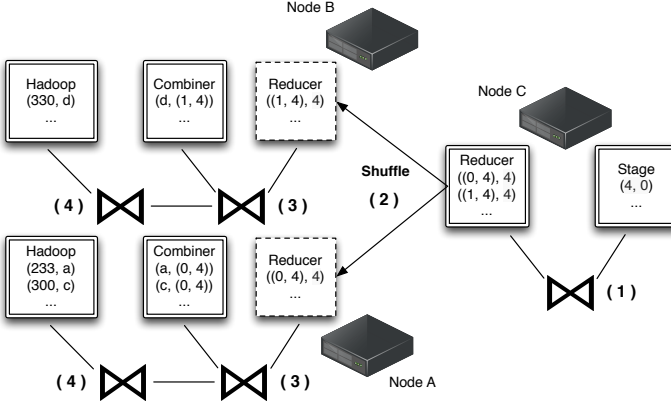 Node B
Hadoop
(330, d)
...
Combiner
(d, (1, 4))
...
Reducer
((1, 4), 4)
...
Node C
Shuffle
( 2 )
Reducer
((0, 4), 4)
((1, 4), 4)
...
Stage
(4, 0)
...
( 4 )
( 3 )
Hadoop
(233, a)
(300, c)
...
Combiner
(a, (0, 4))
(c, (0, 4))
...
Reducer
((0, 4), 4)
...
( 1 )
( 4 )
( 3 )
Node A